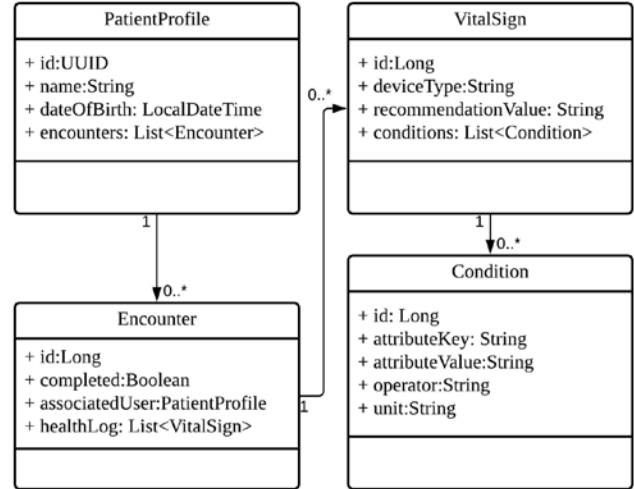 PatientProfile
+ id:UUID
+ name:String
+ dateOfBirth: LocalDateTime
+ encounters: List<Encounter>
1
0..*
Encounter
+ id:Long
+ completed:Boolean
+ associatedUser:PatientProfile
+ healthLog: List<VitalSign>
1
0..*
VitalSign
+ id:Long
+ deviceType:String
+ recommendationValue: String
+ conditions: List<Condition>
1
0..*
Condition
+ id: Long
+ attributeKey: String
+ attributeValue:String
+ operator:String
+ unit:String